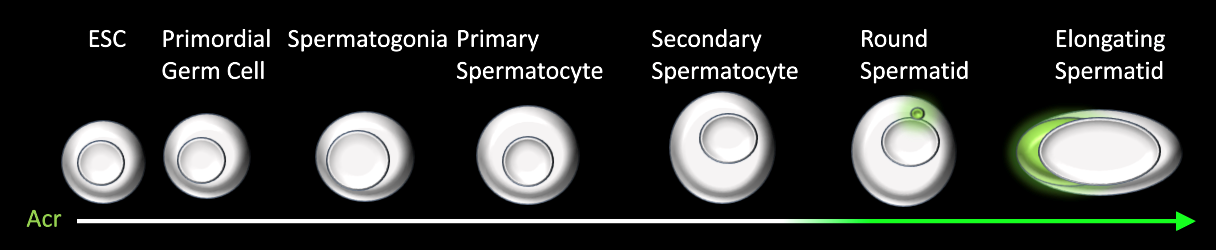 ESC
Primordial
Germ Cell
Spermatogonia
Primary
Spermatocyte
Secondary
Spermatocyte
Round
Spermatid
Elongating
Spermatid
Acr